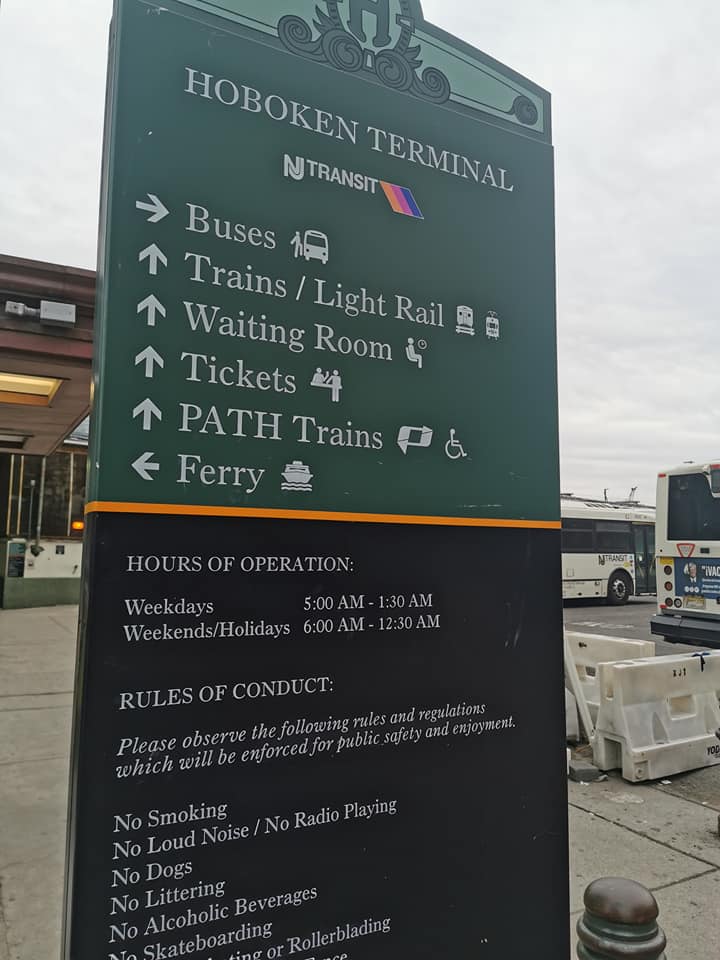 H
HOBOKEN TERMINAL
NJ TRANSIT
Buses
Trains / Light Rail
Waiting Room
Tickets
PATH Trains
Ferry
HOURS OF OPERATION:
Weekdays 5:00 AM - 1:30 AM
Weekends/Holidays 6:00 AM - 12:30 AM
RULES OF CONDUCT:
Please observe the following rules and regulations
which will be enforced for public safety and enjoyment.
No Smoking
No Loud Noise / No Radio Playing
No Dogs
No Littering
No Alcoholic Beverages
No Skateboarding
or Rollerblading
NJ TRANSIT